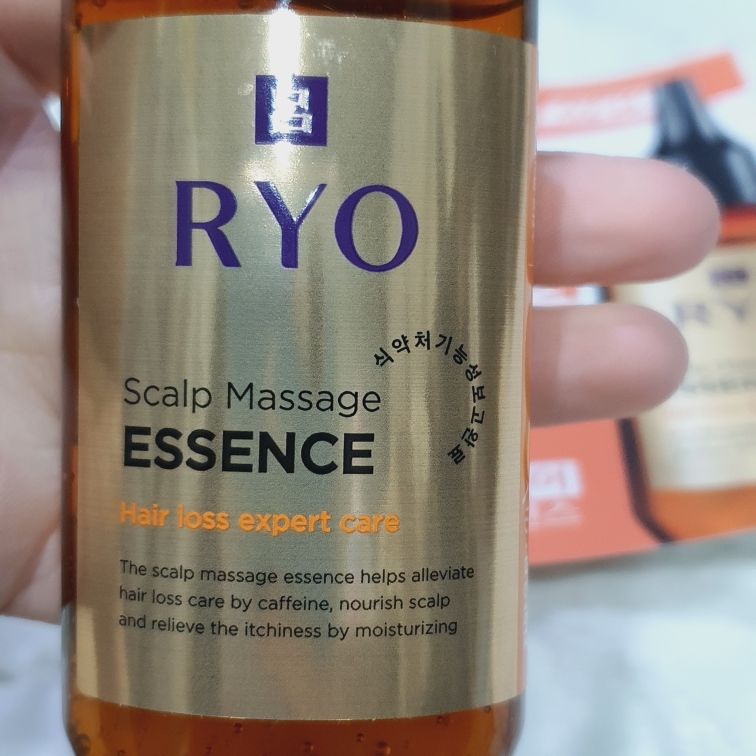 RYO
식약처기능성보고완료
Scalp Massage
ESSENCE
Hair loss expert care
The scalp massage essence helps alleviate
hair loss care by caffeine, nourish scalp
and relieve the itchiness by moisturizing
RY